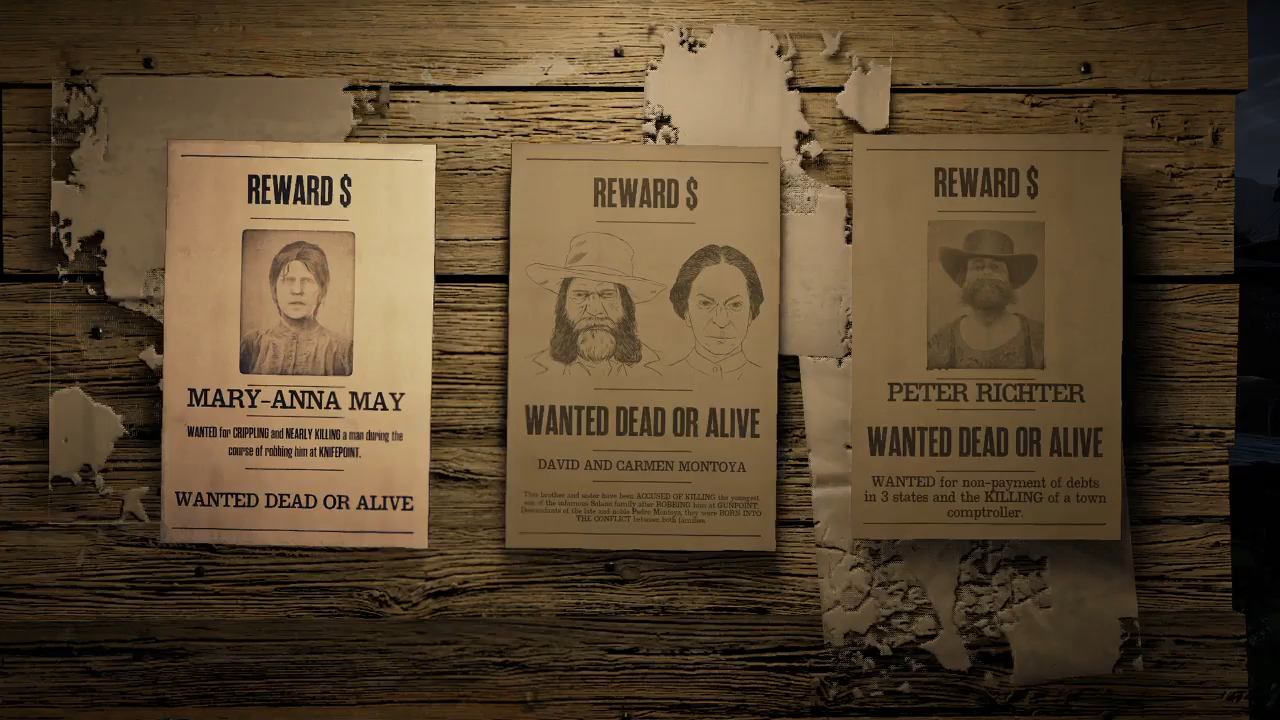 REWARD $
MARY-ANNA MAY
WANTED for CRIPPLING and NEARLY KILLING a man during the
course of robbing him at KNIFEPOINT.
WANTED DEAD OR ALIVE
REWARD $
WANTED DEAD OR ALIVE
DAVID AND CARMEN MONTOYA
This brother and sister have been ACCUSED OF KILLING the youngest
son of the infamous Solano family after ROBBING him at GUNPOINT.
Descendants of the late and noble Pedro Montoya, they were BORN INTO
THE CONFLICT between both families.
REWARD $
PETER RICHTER
WANTED DEAD OR ALIVE
WANTED for non-payment of debts
in 3 states and the KILLING of a town
comptroller.